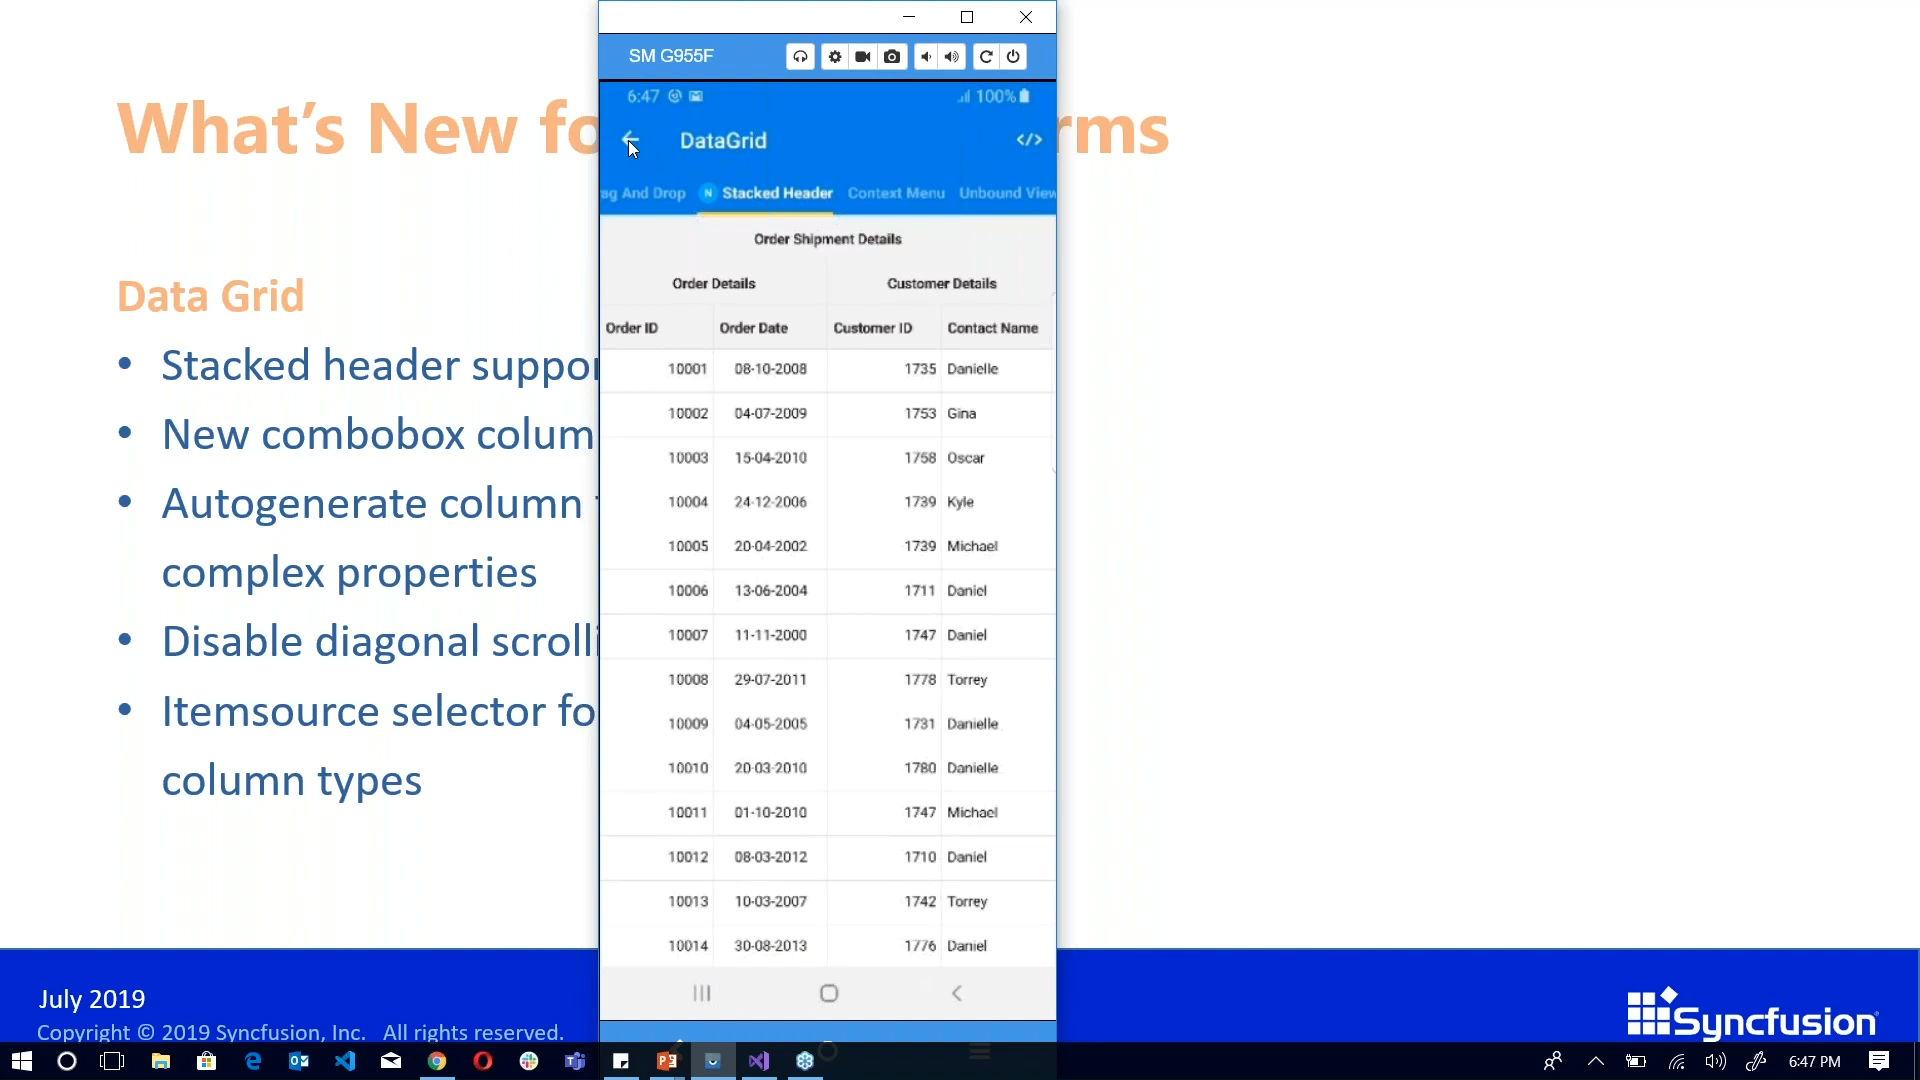 What's New fo
rms
Data Grid
• Stacked header suppor
• New combobox colum
• Autogenerate column
complex properties
• Disable diagonal scrolli
• Itemsource selector fo
column types
July 2019
Copyright © 2019 Syncfusion, Inc. All rights reserved.
Syncfusion
SM G955F
6:47
100%
DataGrid
</>
ag And Drop
N
Stacked Header
Context Menu
Unbound View
Order Shipment Details
Order Details Customer Details
Order ID Order Date Customer ID Contact Name
10001 08-10-2008 1735 Danielle
10002 04-07-2009 1753 Gina
10003 15-04-2010 1758 Oscar
10004 24-12-2006 1739 Kyle
10005 20-04-2002 1739 Michael
10006 13-06-2004 1711 Daniel
10007 11-11-2000 1747 Daniel
10008 29-07-2011 1778 Torrey
10009 04-05-2005 1731 Danielle
10010 20-03-2010 1780 Danielle
10011 01-10-2010 1747 Michael
10012 08-03-2012 1710 Daniel
10013 10-03-2007 1742 Torrey
10014 30-08-2013 1776 Daniel
6:47 PM